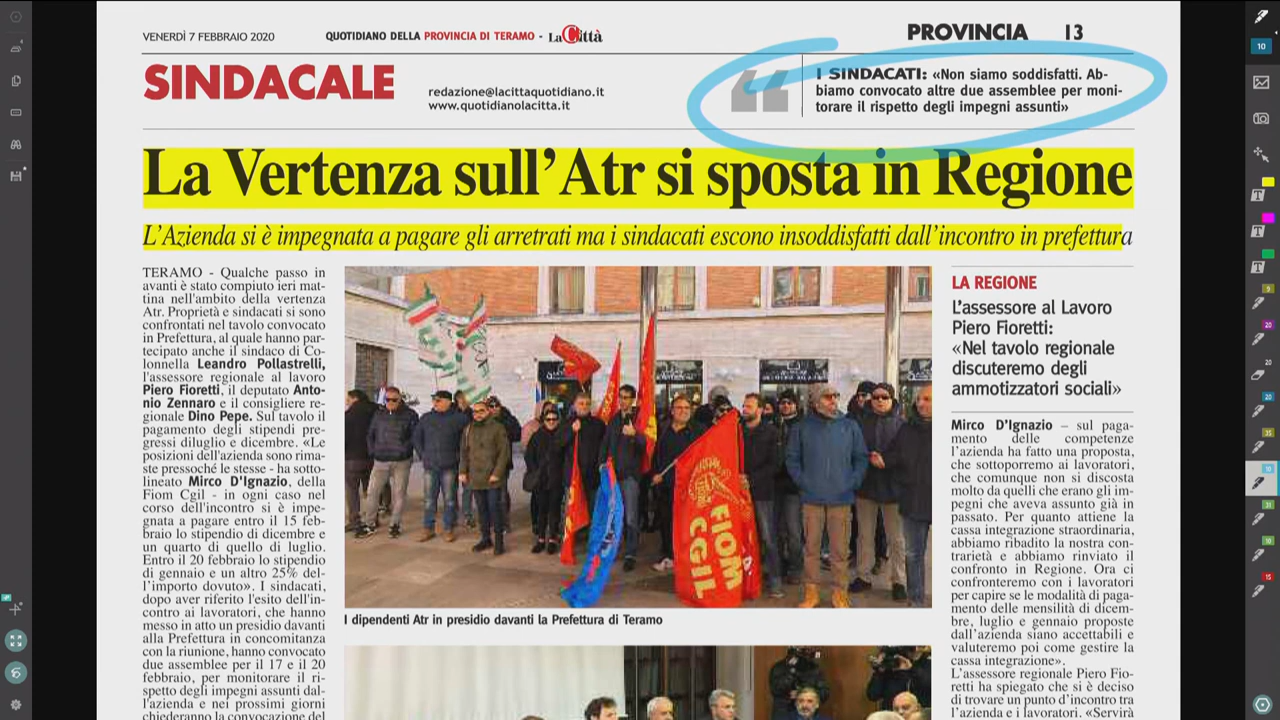 VENERDÌ 7 FEBBRAIO 2020
QUOTIDIANO DELLA PROVINCIA DI TERAMO - La Città
PROVINCIA 13
SINDACALE
redazione@lacittaquotidiano.it
www.quotidianolacitta.it
I SINDACATI: «Non siamo soddisfatti. Ab-
biamo convocato altre due assemblee per moni-
torare il rispetto degli impegni assunti»
La Vertenza sull'Atr si sposta in Regione
L'Azienda si è impegnata a pagare gli arretrati ma i sindacati escono insoddisfatti dall'incontro in prefettura
TERAMO - Qualche passo in
avanti è stato compiuto ieri mat-
tina nell'ambito della vertenza
Atr. Proprietà e sindacati si sono
confrontati nel tavolo convocato
in Prefettura, al quale hanno par-
tecipato anche il sindaco di Co-
lonnella Leandro Pollastrelli,
l'assessore regionale al lavoro
Piero Fioretti, il deputato Anto-
nio Zennaro e il consigliere re-
gionale Dino Pepe. Sul tavolo il
pagamento degli stipendi pre-
gressi diluglio e dicembre. «Le
posizioni dell'azienda sono rima-
ste pressoché le stesse - ha sotto-
lineato Mirco D'Ignazio, della
Fiom Cgil - in ogni caso nel
corso dell'incontro si è impe-
gnata a pagare entro il 15 feb-
braio lo stipendio di dicembre e
un quarto di quello di luglio.
Entro il 20 febbraio lo stipendio
di gennaio e un altro 25% del-
l'importo dovuto». I sindacati,
dopo aver riferito l'esito dell'in-
contro ai lavoratori, che hanno
messo in atto un presidio davanti
alla Prefettura in concomitanza
con la riunione, hanno convocato
due assemblee per il 17 e il 20
febbraio, per monitorare il ri-
spetto degli impegni assunti dal-
l'azienda e nei prossimi giorni
chiederanno la convocazione del
FIOM
CGIL
I dipendenti Atr in presidio davanti la Prefettura di Teramo
LA REGIONE
L'assessore al Lavoro
Piero Fioretti:
«Nel tavolo regionale
discuteremo degli
ammotizzatori sociali»
Mirco D'Ignazio – sul paga-
mento delle competenze
l'azienda ha fatto una proposta,
che sottoporremo ai lavoratori,
che comunque non si discosta
molto da quelli che erano gli im-
pegni che aveva assunto già in
passato. Per quanto attiene la
cassa integrazione straordinaria,
abbiamo ribadito la nostra con-
trarietà e abbiamo rinviato il
confronto in Regione. Ora ci
confronteremo con i lavoratori
per capire se le modalità di paga-
mento delle mensilità di dicem-
bre, luglio e gennaio proposte
dall'azienda siano accettabili e
valuteremo poi come gestire la
cassa integrazione».
L'assessore regionale Piero Fio-
retti ha spiegato che si è deciso
di trovare un punto d'incontro tra
l'azienda e i lavoratori. «Servirà